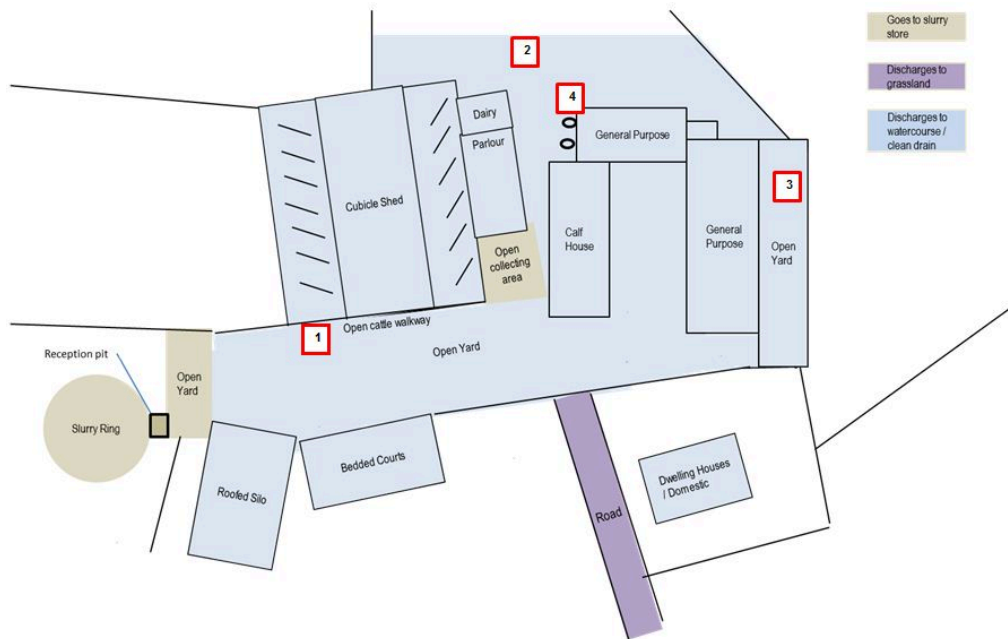 Goes to slurry
store
Discharges to
grassland
Discharges to
watercourse /
clean drain
2
4
Dairy
Parlour
General Purpose
3
Cubicle Shed
Calf
House
General
Purpose
Open
Yard
Open
collecting
area
1
Open cattle walkway
Open Yard
Reception pit
Open
Yard
Slurry Ring
Bedded Courts
Roofed Silo
Dwelling Houses
/ Domestic
Road